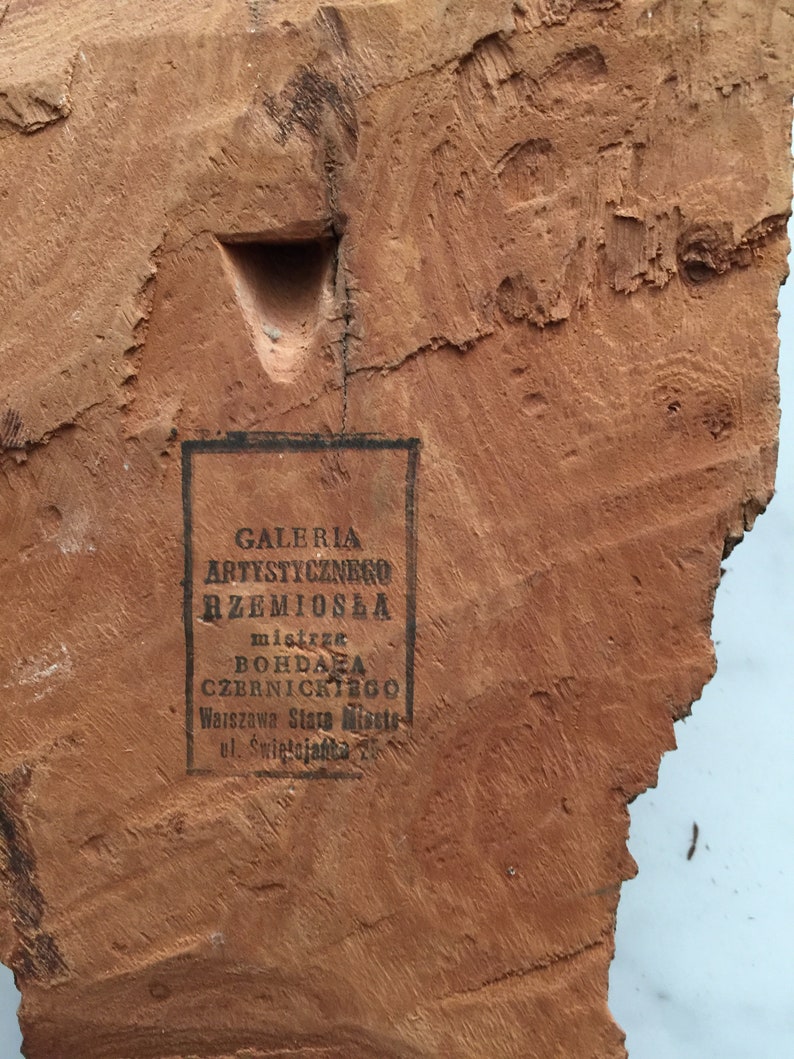 GALERIA
ARTYSTYCZNEGO
RZEMIOSŁA
mistrza
BOHDANA
CZERNICKIEGO
Warszawa Stare Miasto
ul. Świętojańska